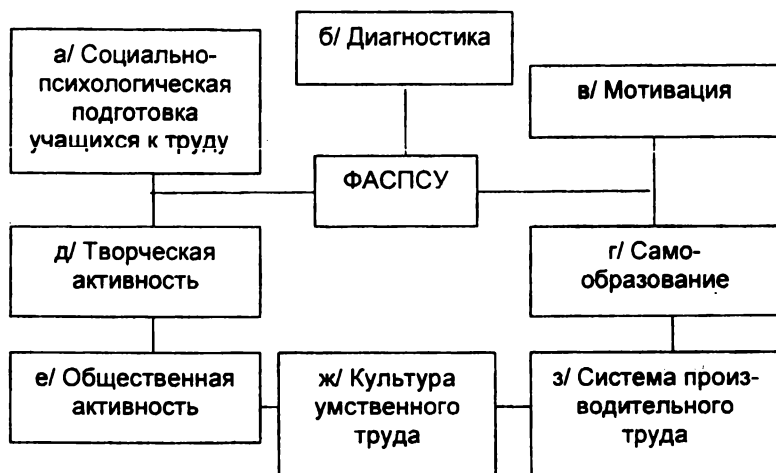 а/ Социально-
психологическая
подготовка
учащихся к труду
б/ Диагностика
в/ Мотивация
ФАСПСУ
д/ Творческая
активность
г/ Само-
образование
е/ Общественная
активность
ж/ Культура
умственного
труда
з/ Система произ-
водительного
труда